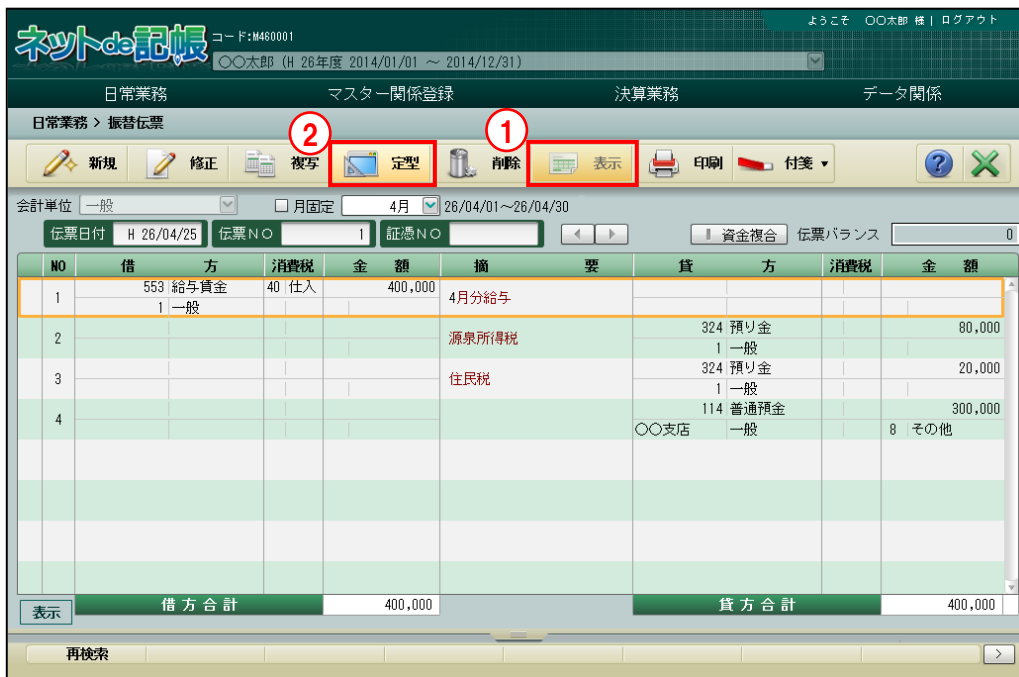 ようこそ 〇〇太郎 様 | ログアウト
ネットde記帳 コード:M460001
〇〇太郎 (H 26年度 2014/01/01 ～ 2014/12/31)
日常業務 マスター関係登録 決算業務 データ関係
日常業務 > 振替伝票
② ①
新規 修正 複写 定型 削除 表示 印刷 付箋 ▼ ?
会計単位 一般 月固定 4月 26/04/01～26/04/30
伝票日付 H 26/04/25 伝票NO 1 証憑NO 資金複合 伝票バランス 0
NO 借方 消費税 金額 摘要 貸方 消費税 金額
1 553 給与賃金 40 仕入 400,000 4月分給与
1 一般
2 源泉所得税 324 預り金 80,000
1 一般
3 住民税 324 預り金 20,000
1 一般
4 114 普通預金 300,000
〇〇支店 一般 8 その他
表示 借方合計 400,000 貸方合計 400,000
再検索